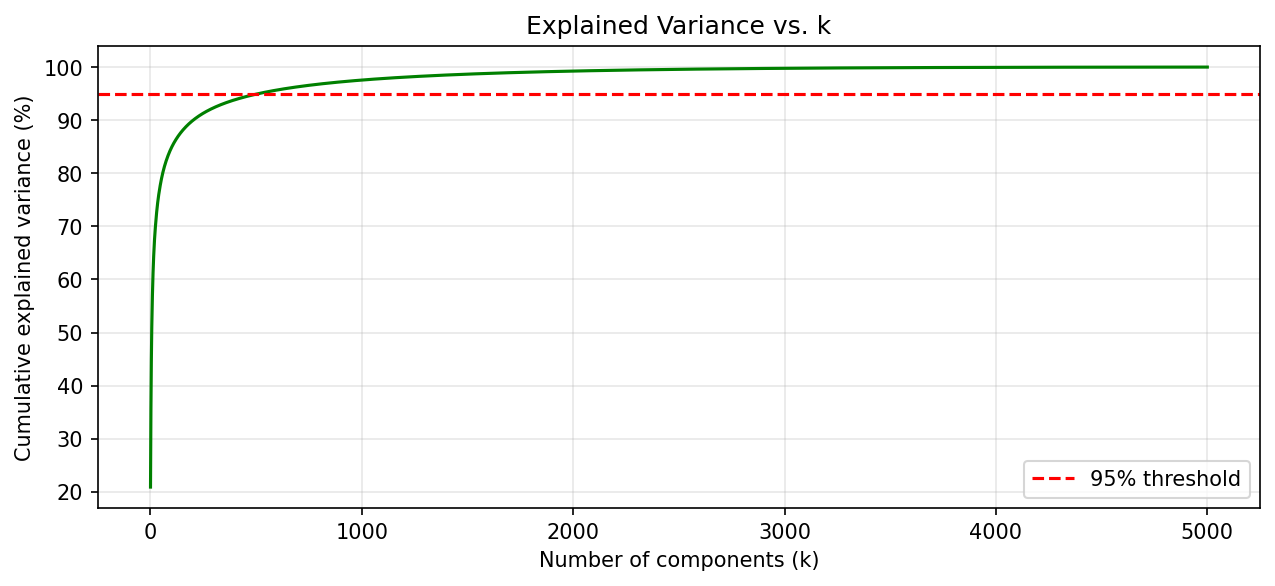 Explained Variance vs. k
Cumulative explained variance (%)
100
90
80
70
60
50
40
30
20
95% threshold
0 1000 2000 3000 4000 5000
Number of components (k)